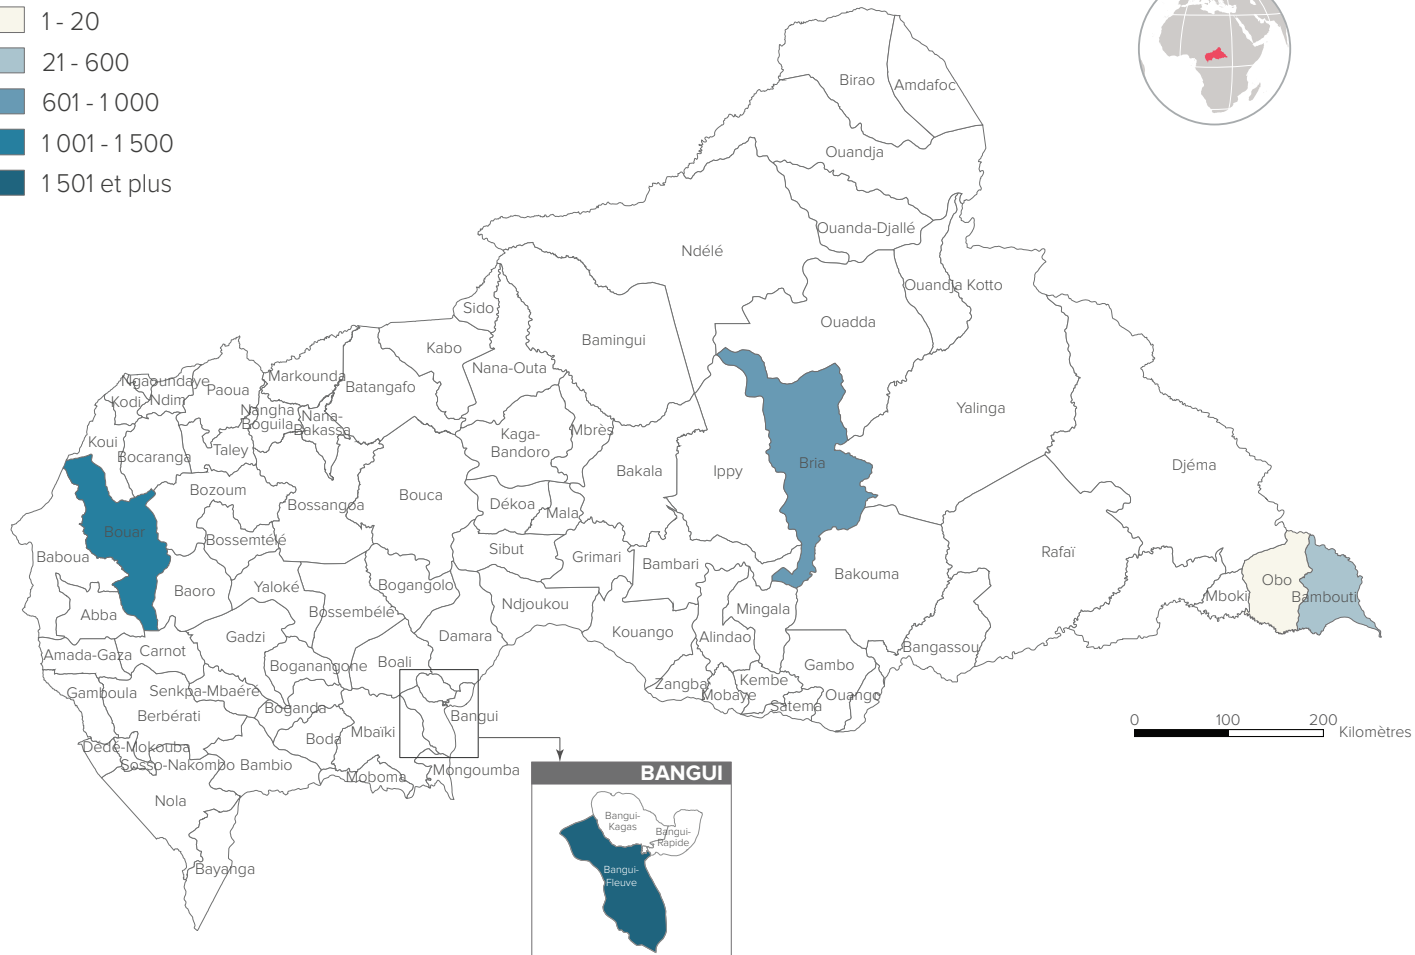 1 - 20
21 - 600
601 - 1 000
1 001 - 1 500
1 501 et plus
Birao
Amdafoc
Ouandja
Ouanda-Djallé
Ndélé
Ouandja Kotto
Sido
Ouadda
Bamingui
Kabo
Nana-Outa
Markounda
Ngaoundaye
Paoua
Batangafo
Kodi
Ndim
Yalinga
Nangha
Boguila
Nana-
Bakassa
Mbrès
Kaga-
Bandoro
Koui
Taley
Bocaranga
Bria
Djéma
Bakala
Ippy
Bozoum
Bouca
Bossangoa
Dékoa
Mala
Bouar
Bossemtélé
Sibut
Rafaï
Baboua
Grimari
Bambari
Bakouma
Obo
Baoro
Yaloké
Bogangolo
Mboki
Bambouti
Ndjoukou
Abba
Bossembélé
Mingala
Gadzi
Damara
Kouango
Alindao
Bangassou
Amada-Gaza
Carnot
Boganangone
Boali
Gambo
Kembe
Zangba
Gamboula
Senkpa-Mbaéré
Mobaye
Ouango
Satema
Boganda
Berbérati
Bangui
Mbaïki
Boda
Dédé-Mokouba
Sosso-Nakombo
Bambio
Moboma
Mongoumba
Nola
Bayanga
BANGUI
Bangui-
Kagas
Bangui-
Rapide
Bangui-
Fleuve
0 100 200
Kilomètres